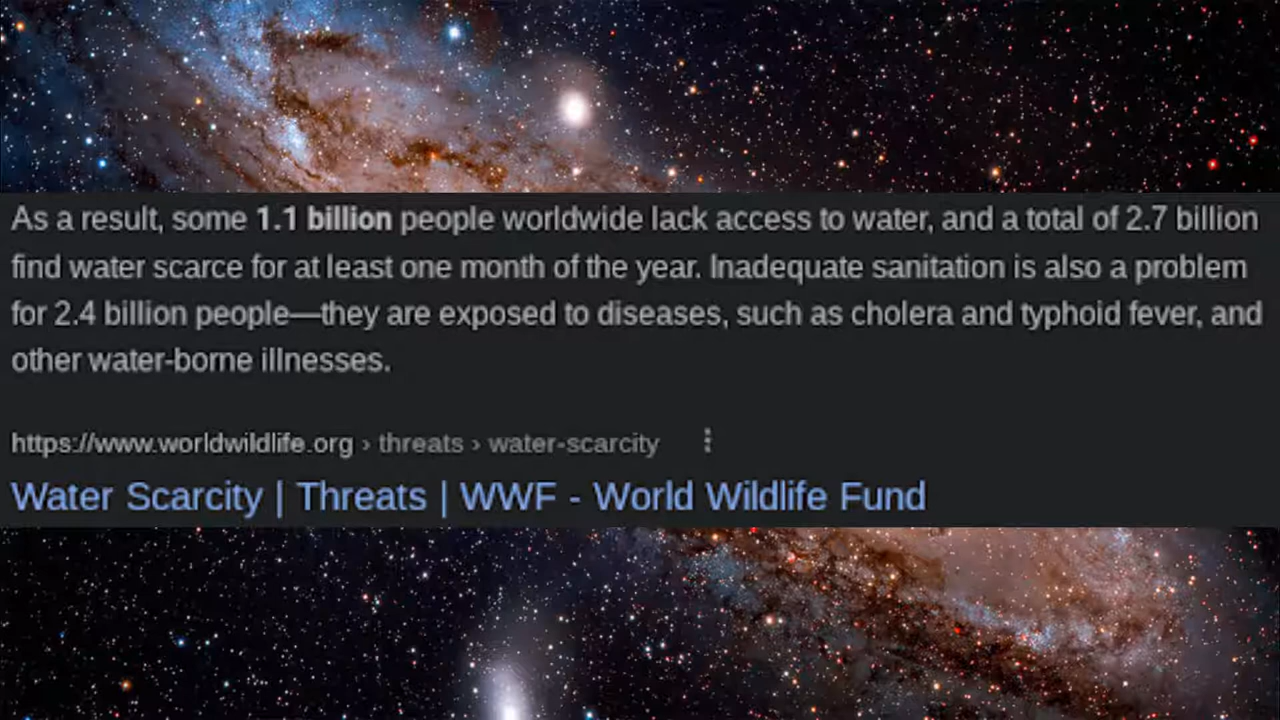 As a result, some 1.1 billion people worldwide lack access to water, and a total of 2.7 billion
find water scarce for at least one month of the year. Inadequate sanitation is also a problem
for 2.4 billion people—they are exposed to diseases, such as cholera and typhoid fever, and
other water-borne illnesses.
https://www.worldwildlife.org › threats › water-scarcity
Water Scarcity | Threats | WWF - World Wildlife Fund